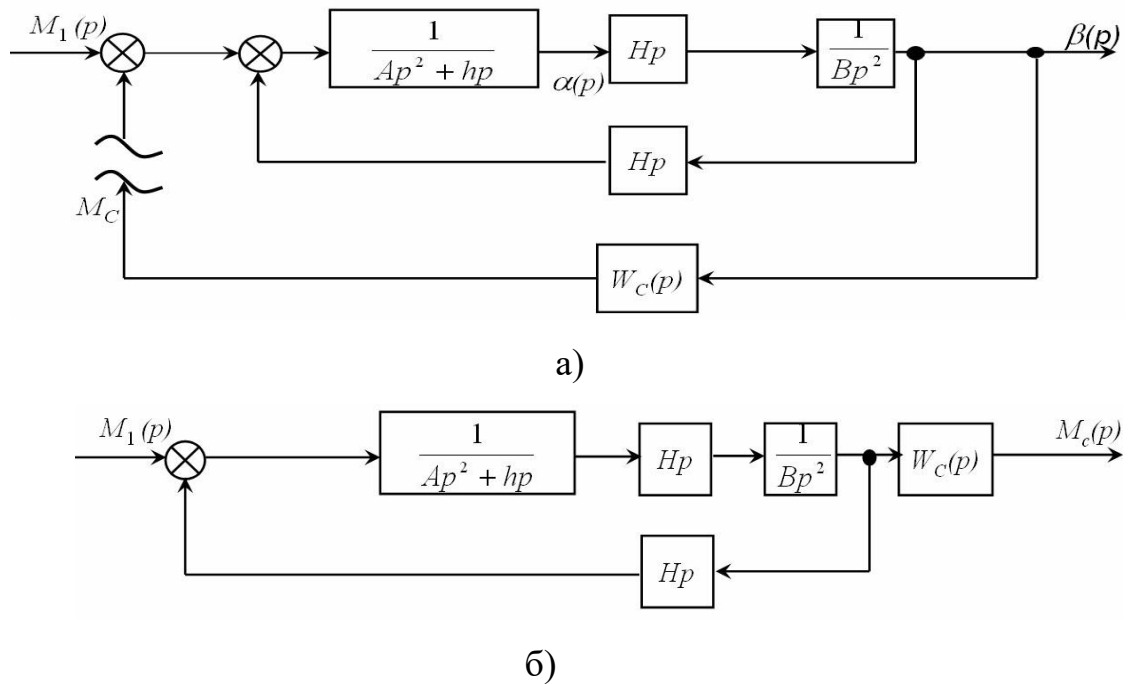 M₁(p)
1
Ap² + hp
α(p)
Hp
1
Bp²
β(p)
Hp
M_C
W_C(p)
а)
M₁(p)
1
Ap² + hp
Hp
1
Bp²
W_C(p)
M_c(p)
Hp
б)